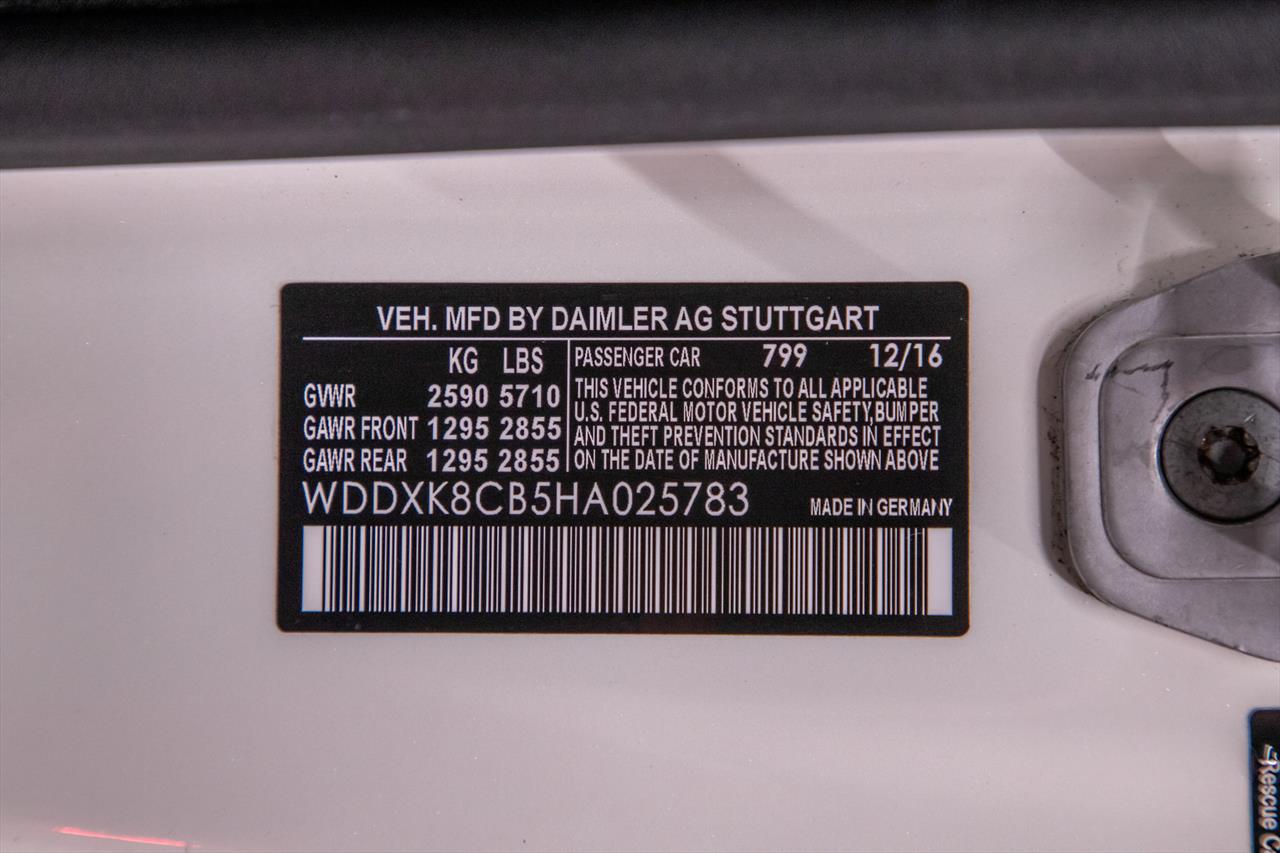 VEH. MFD BY DAIMLER AG STUTTGART
KG LBS
GVWR 2590 5710
GAWR FRONT 1295 2855
GAWR REAR 1295 2855
PASSENGER CAR 799 12/16
THIS VEHICLE CONFORMS TO ALL APPLICABLE
U.S. FEDERAL MOTOR VEHICLE SAFETY, BUMPER
AND THEFT PREVENTION STANDARDS IN EFFECT
ON THE DATE OF MANUFACTURE SHOWN ABOVE
WDDXK8CB5HA025783
MADE IN GERMANY
Rescue